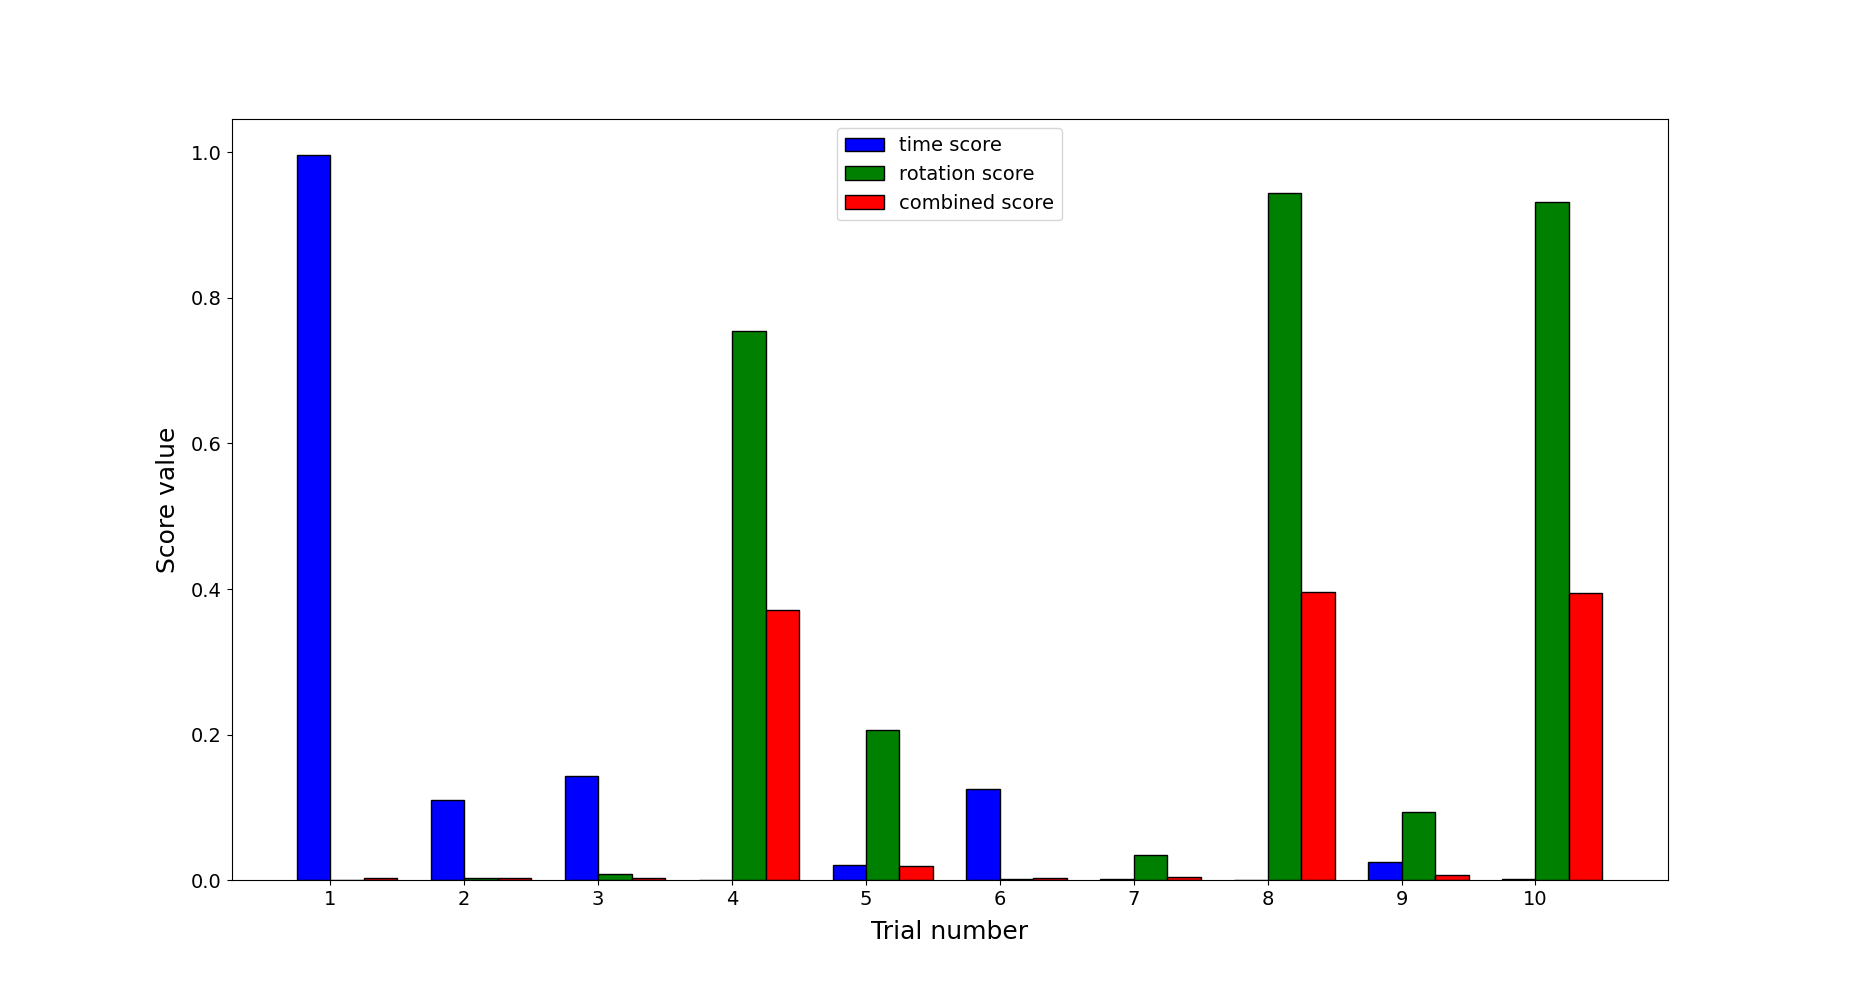 time score
rotation score
combined score
1.0
0.8
0.6
0.4
0.2
0.0
Score value
1 2 3 4 5 6 7 8 9 10
Trial number